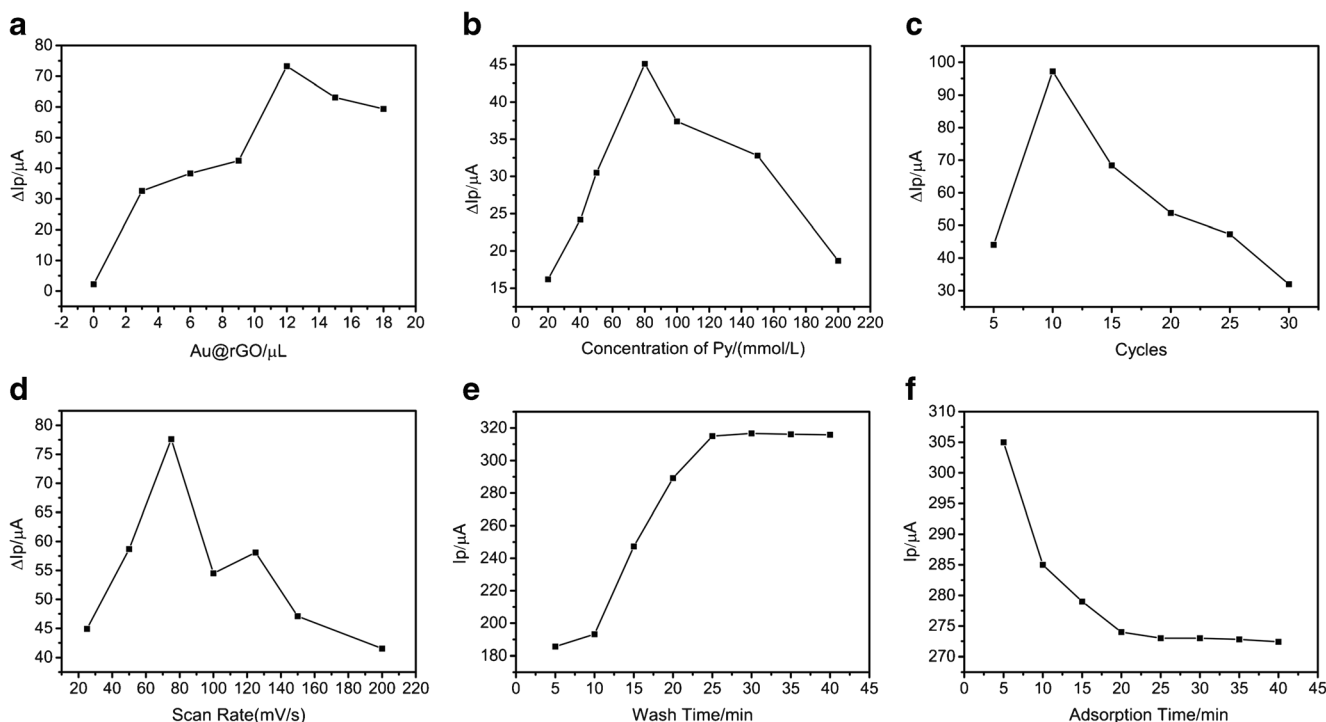 a
80
70
60
50
40
30
20
10
0
ΔIp/μA
-2 0 2 4 6 8 10 12 14 16 18 20
Au@rGO/μL
b
45
40
35
30
25
20
15
ΔIp/μA
0 20 40 60 80 100 120 140 160 180 200 220
Concentration of Py/(mmol/L)
c
100
90
80
70
60
50
40
30
ΔIp/μA
5 10 15 20 25 30
Cycles
d
80
75
70
65
60
55
50
45
40
ΔIp/μA
20 40 60 80 100 120 140 160 180 200 220
Scan Rate(mV/s)
e
320
300
280
260
240
220
200
180
Ip/μA
0 5 10 15 20 25 30 35 40 45
Wash Time/min
f
310
305
300
295
290
285
280
275
270
Ip/μA
0 5 10 15 20 25 30 35 40 45
Adsorption Time/min